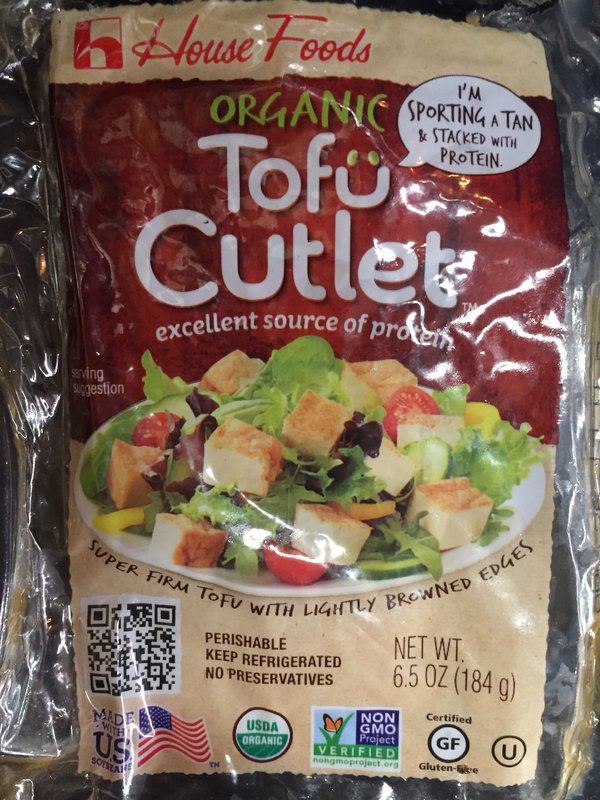 House Foods
ORGANIC
Tofu
Cutlet™
excellent source of protein
I'M
SPORTING A TAN
& STACKED WITH
PROTEIN.
serving
suggestion
SUPER FIRM TOFU WITH LIGHTLY BROWNED EDGES
PERISHABLE
KEEP REFRIGERATED
NO PRESERVATIVES
NET WT.
6.5 OZ (184 g)
MADE
WITH
U.S.
SOYBEANS
™
USDA
ORGANIC
NON
GMO
Project
VERIFIED
nongmoproject.org
Certified
GF
Gluten-Free
U